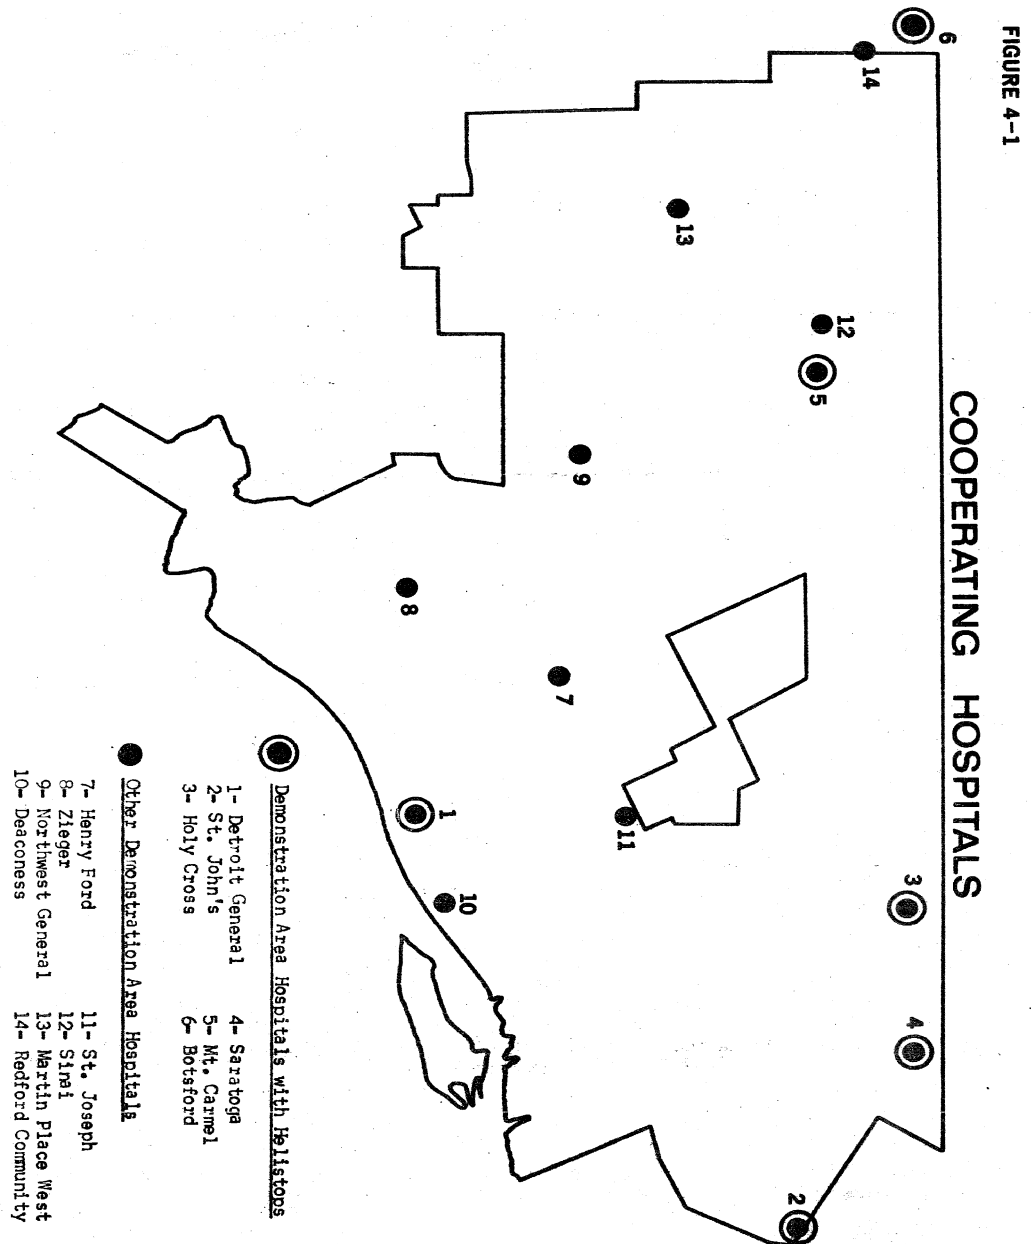 FIGURE 4-1
COOPERATING HOSPITALS
6
14
13
12
5
9
8
7
11
1
10
3
4
2
Demonstration Area Hospitals with Helistops
1- Detroit General 4- Saratoga
2- St. John's 5- Mt. Carmel
3- Holy Cross 6- Botsford
Other Demonstration Area Hospitals
7- Henry Ford 11- St. Joseph
8- Zieger 12- Sinai
9- Northwest General 13- Martin Place West
10- Deaconess 14- Redford Community